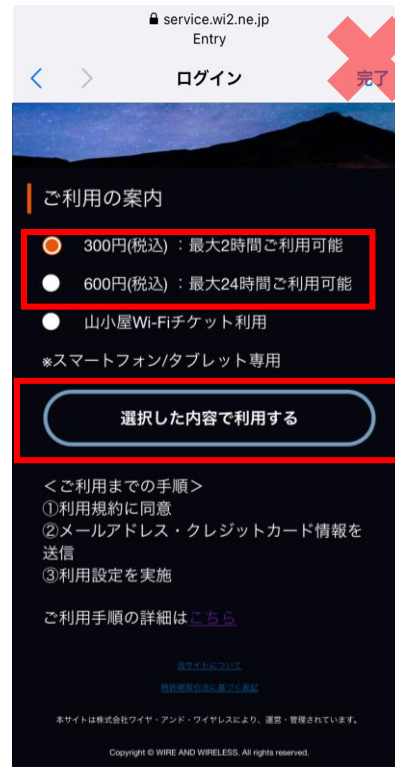 service.wi2.ne.jp
Entry
ログイン
完了
ご利用の案内
300円(税込) ：最大2時間ご利用可能
600円(税込) ：最大24時間ご利用可能
山小屋Wi-Fiチケット利用
※スマートフォン/タブレット専用
選択した内容で利用する
＜ご利用までの手順＞
①利用規約に同意
②メールアドレス・クレジットカード情報を
送信
③利用設定を実施
ご利用手順の詳細はこちら
当サイトについて
特定商取引法に基づく表記
本サイトは株式会社ワイヤ・アンド・ワイヤレスにより、運営・管理されています。
Copyright © WIRE AND WIRELESS. All rights reserved.